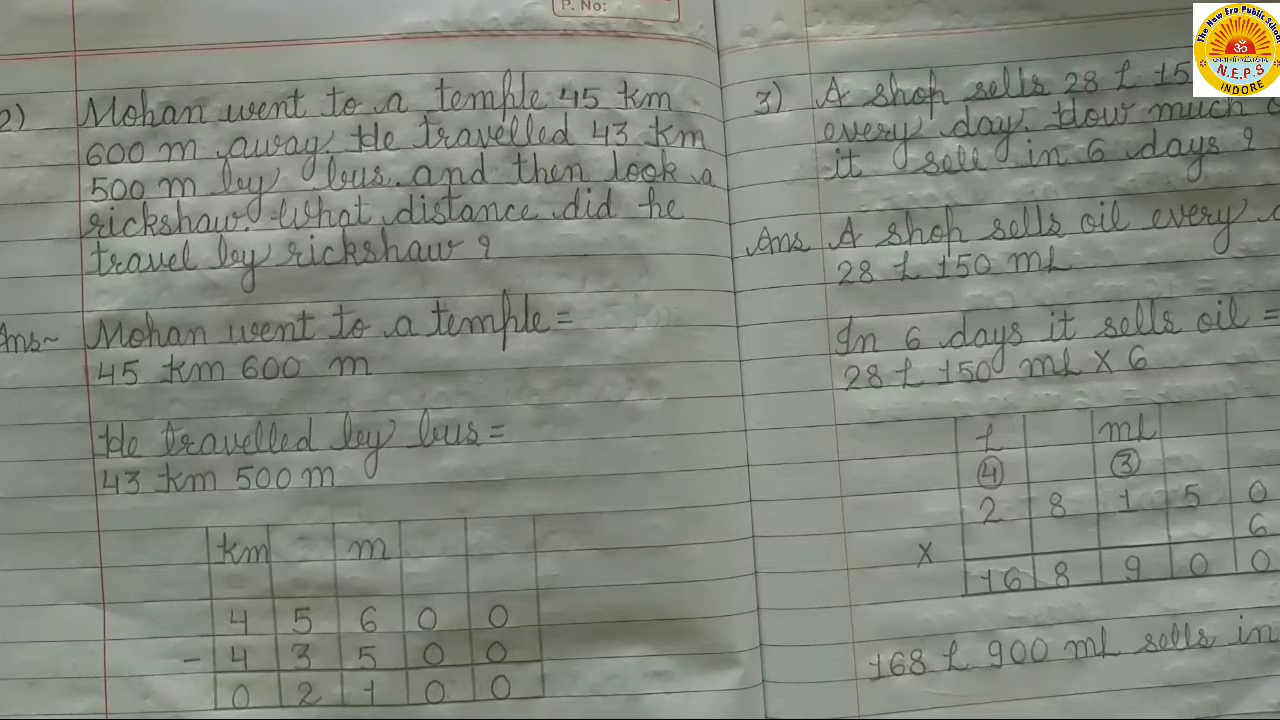 P. No:
The New Era Public School
ॐ
N.E.P.S
INDORE
2) Mohan went to a temple 45 km
600 m away. He travelled 43 km
500 m by bus and then look a
rickshaw. What distance did he
travel by rickshaw?
Ans~ Mohan went to a temple =
45 km 600 m
He travelled by bus =
43 km 500 m
km m
4 5 6 0 0
- 4 3 5 0 0
0 2 1 0 0
3) A shop sells 28 L 15
every day. How much
it sell in 6 days?
Ans A shop sells oil every
28 L 150 mL
In 6 days it sells oil =
28 L 150 mL × 6
L mL
④ ③
2 8 1 5 0
× 6
16 8 9 0 0
168 L 900 ml sells in